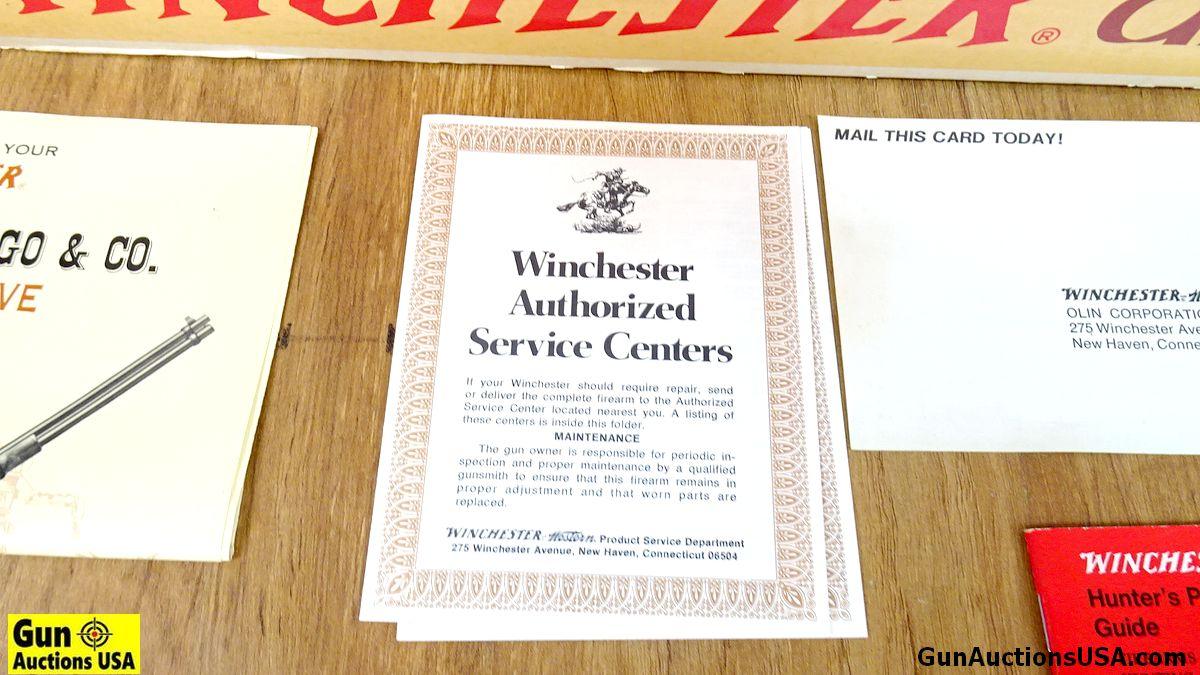 WINCHESTER®
YOUR
GO & CO.
Winchester
Authorized
Service Centers
If your Winchester should require repair, send
or deliver the complete firearm to the Authorized
Service Center located nearest you. A listing of
these centers is inside this folder.
MAINTENANCE
The gun owner is responsible for periodic in-
spection and proper maintenance by a qualified
gunsmith to ensure that this firearm remains in
proper adjustment and that worn parts are
replaced.
WINCHESTER-Western. Product Service Department
275 Winchester Avenue, New Haven, Connecticut 06504
MAIL THIS CARD TODAY!
WINCHESTER-
OLIN CORPORATIO
275 Winchester Ave
New Haven, Conne
WINCHES
Hunter's P
Guide
Gun
Auctions USA
GunAuctionsUSA.com